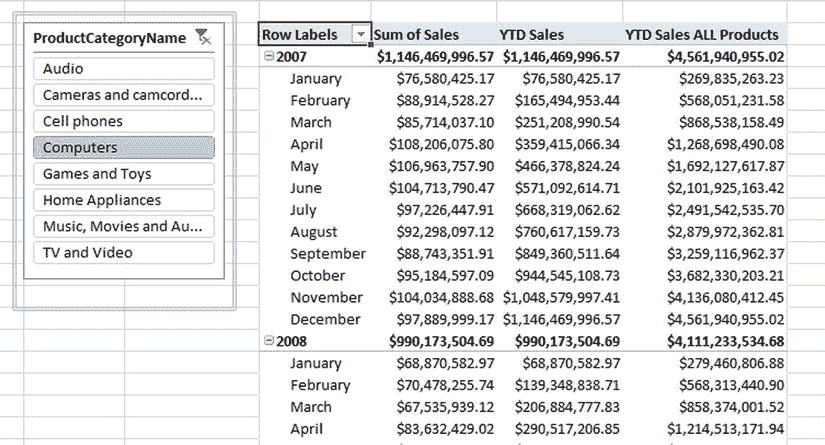 ProductCategoryName
Audio
Cameras and camcord...
Cell phones
Computers
Games and Toys
Home Appliances
Music, Movies and Au...
TV and Video
Row Labels Sum of Sales YTD Sales YTD Sales ALL Products
2007 $1,146,469,996.57 $1,146,469,996.57 $4,561,940,955.02
January $76,580,425.17 $76,580,425.17 $269,835,263.23
February $88,914,528.27 $165,494,953.44 $568,051,231.58
March $85,714,037.10 $251,208,990.54 $868,538,158.49
April $108,206,075.80 $359,415,066.34 $1,268,698,490.08
May $106,963,757.90 $466,378,824.24 $1,692,127,617.87
June $104,713,790.47 $571,092,614.71 $2,101,925,163.42
July $97,226,447.91 $668,319,062.62 $2,491,542,535.70
August $92,298,097.12 $760,617,159.73 $2,879,972,362.81
September $88,743,351.91 $849,360,511.64 $3,259,116,962.37
October $95,184,597.09 $944,545,108.73 $3,682,330,203.21
November $104,034,888.68 $1,048,579,997.41 $4,136,080,412.45
December $97,889,999.17 $1,146,469,996.57 $4,561,940,955.02
2008 $990,173,504.69 $990,173,504.69 $4,111,233,534.68
January $68,870,582.97 $68,870,582.97 $279,460,806.88
February $70,478,255.74 $139,348,838.71 $568,313,440.90
March $67,535,939.12 $206,884,777.83 $858,374,001.52
April $83,632,429.02 $290,517,206.85 $1,214,513,171.94